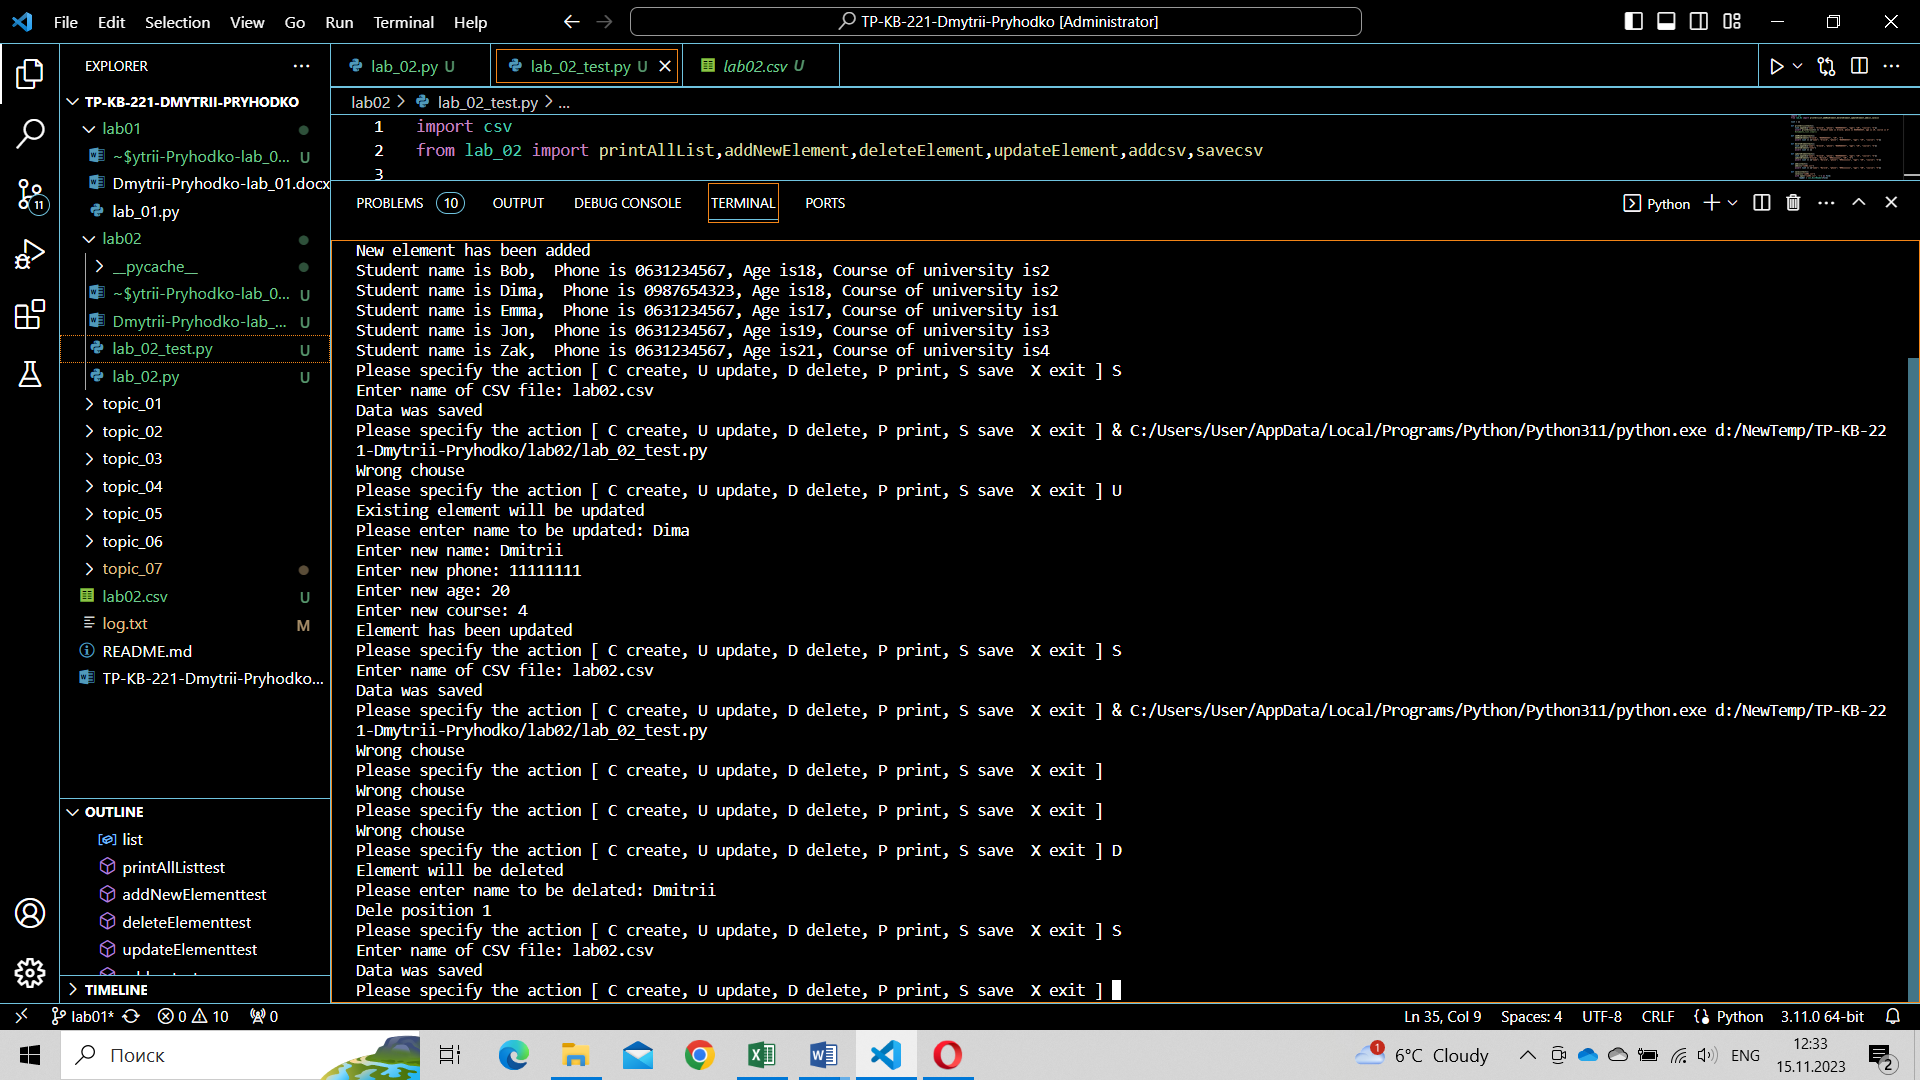 File Edit Selection View Go Run Terminal Help
TP-KB-221-Dmytrii-Pryhodko [Administrator]
EXPLORER
TP-KB-221-DMYTRII-PRYHODKO
lab01
~$ytrii-Pryhodko-lab_0... U
Dmytrii-Pryhodko-lab_01.docx
lab_01.py
11
lab02
__pycache__
~$ytrii-Pryhodko-lab_0... U
Dmytrii-Pryhodko-lab_... U
lab_02_test.py U
lab_02.py U
topic_01
topic_02
topic_03
topic_04
topic_05
topic_06
topic_07
lab02.csv U
log.txt M
README.md
TP-KB-221-Dmytrii-Pryhodko...
OUTLINE
list
printAllListtest
addNewElementtest
deleteElementtest
updateElementtest
TIMELINE
lab_02.py U
lab_02_test.py U
lab02.csv U
lab02 > lab_02_test.py > ...
1 import csv
2 from lab_02 import printAllList,addNewElement,deleteElement,updateElement,addcsv,savecsv
3
PROBLEMS 10 OUTPUT DEBUG CONSOLE TERMINAL PORTS
Python
New element has been added
Student name is Bob,  Phone is 0631234567, Age is18, Course of university is2
Student name is Dima,  Phone is 0987654323, Age is18, Course of university is2
Student name is Emma,  Phone is 0631234567, Age is17, Course of university is1
Student name is Jon,  Phone is 0631234567, Age is19, Course of university is3
Student name is Zak,  Phone is 0631234567, Age is21, Course of university is4
Please specify the action [ C create, U update, D delete, P print, S save  X exit ] S
Enter name of CSV file: lab02.csv
Data was saved
Please specify the action [ C create, U update, D delete, P print, S save  X exit ] & C:/Users/User/AppData/Local/Programs/Python/Python311/python.exe d:/NewTemp/TP-KB-22
1-Dmytrii-Pryhodko/lab02/lab_02_test.py
Wrong chouse
Please specify the action [ C create, U update, D delete, P print, S save  X exit ] U
Existing element will be updated
Please enter name to be updated: Dima
Enter new name: Dmitrii
Enter new phone: 11111111
Enter new age: 20
Enter new course: 4
Element has been updated
Please specify the action [ C create, U update, D delete, P print, S save  X exit ] S
Enter name of CSV file: lab02.csv
Data was saved
Please specify the action [ C create, U update, D delete, P print, S save  X exit ] & C:/Users/User/AppData/Local/Programs/Python/Python311/python.exe d:/NewTemp/TP-KB-22
1-Dmytrii-Pryhodko/lab02/lab_02_test.py
Wrong chouse
Please specify the action [ C create, U update, D delete, P print, S save  X exit ]
Wrong chouse
Please specify the action [ C create, U update, D delete, P print, S save  X exit ]
Wrong chouse
Please specify the action [ C create, U update, D delete, P print, S save  X exit ] D
Element will be deleted
Please enter name to be delated: Dmitrii
Dele position 1
Please specify the action [ C create, U update, D delete, P print, S save  X exit ] S
Enter name of CSV file: lab02.csv
Data was saved
Please specify the action [ C create, U update, D delete, P print, S save  X exit ]
lab01* 0 10 0
Ln 35, Col 9 Spaces: 4 UTF-8 CRLF Python 3.11.0 64-bit
Поиск
1 6°C Cloudy
ENG
12:33
15.11.2023
2